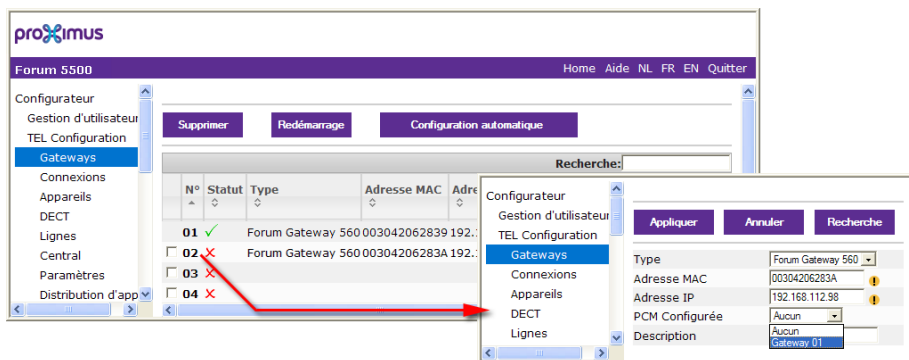 proximus
Forum 5500
Home Aide NL FR EN Quitter
Configurateur
Gestion d'utilisateur
TEL Configuration
Gateways
Connexions
Appareils
DECT
Lignes
Central
Paramètres
Distribution d'app
Supprimer Redémarrage Configuration automatique
Recherche:
N° Statut Type Adresse MAC Adre
01 Forum Gateway 560 003042062839 192.
02 Forum Gateway 560 00304206283A 192.
03
04
Configurateur
Gestion d'utilisateur
TEL Configuration
Gateways
Connexions
Appareils
DECT
Lignes
Appliquer Annuler Recherche
Type Forum Gateway 560
Adresse MAC 00304206283A
Adresse IP 192.168.112.98
PCM Configurée Aucun
Aucun
Gateway 01
Description